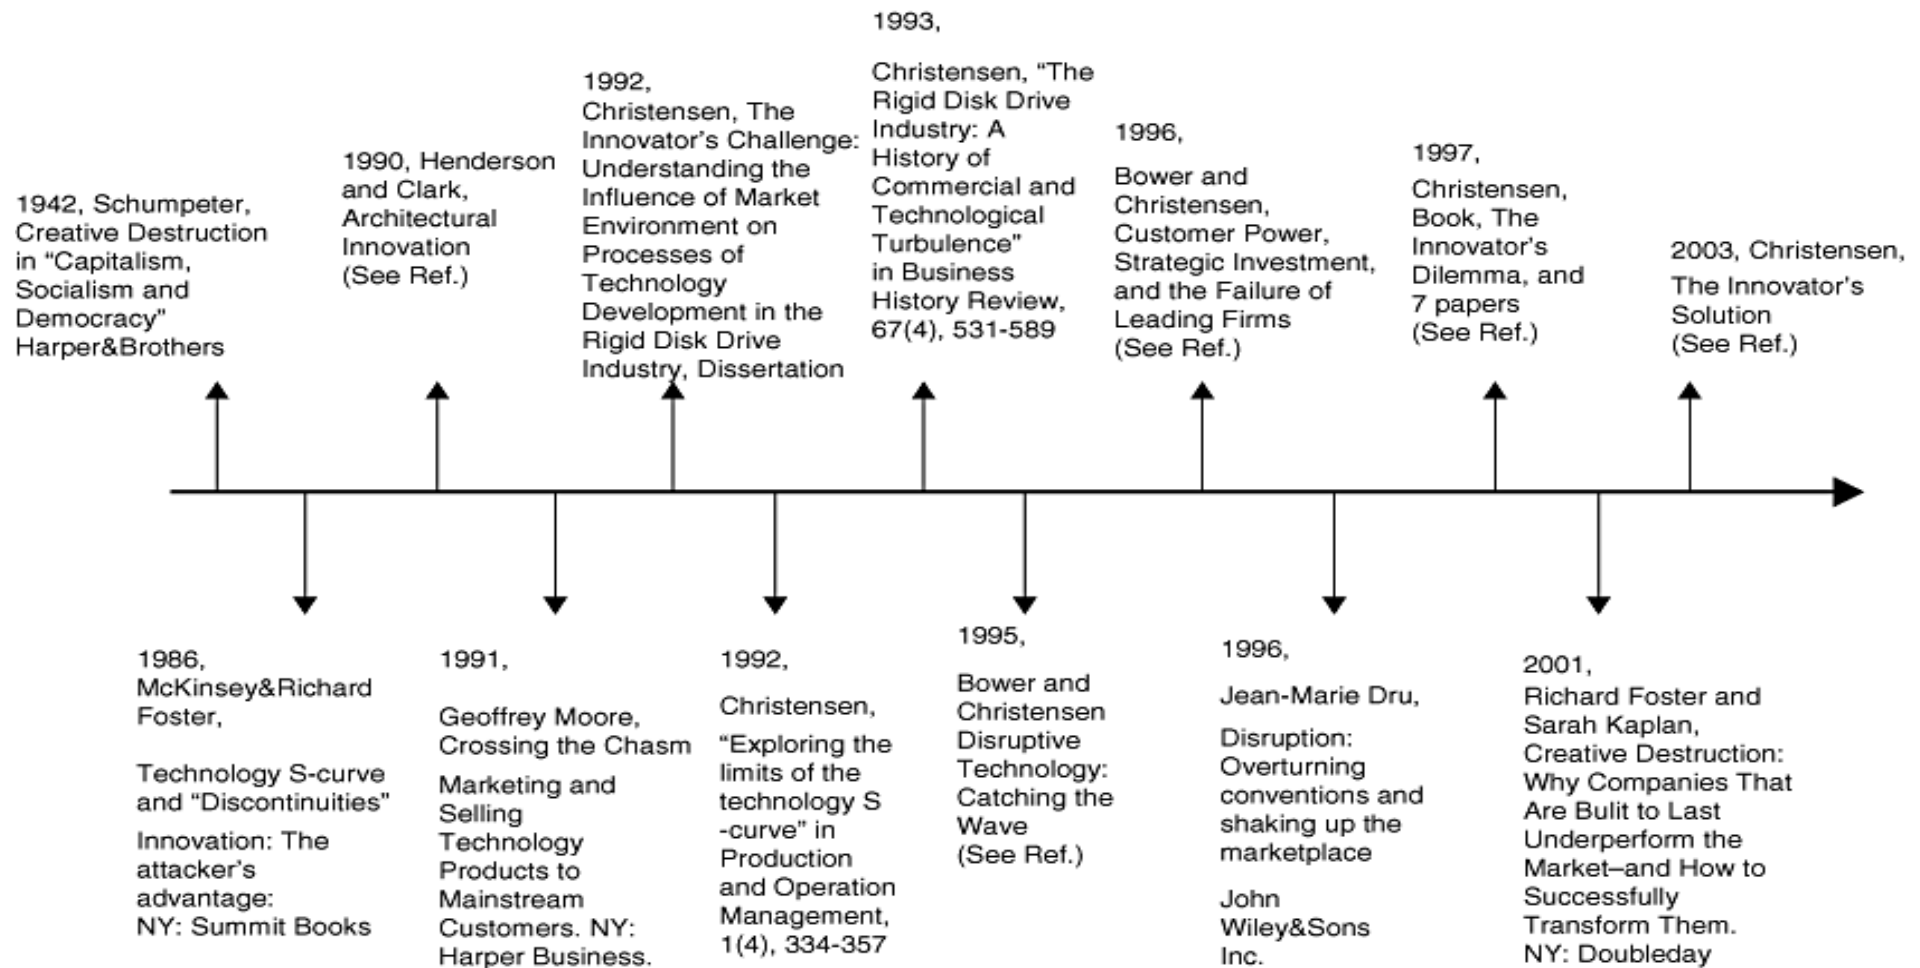 1942, Schumpeter,
Creative Destruction
in “Capitalism,
Socialism and
Democracy”
Harper&Brothers
1986,
McKinsey&Richard
Foster,
Technology S-curve
and “Discontinuities”
Innovation: The
attacker’s
advantage:
NY: Summit Books
1990, Henderson
and Clark,
Architectural
Innovation
(See Ref.)
1991,
Geoffrey Moore,
Crossing the Chasm
Marketing and
Selling
Technology
Products to
Mainstream
Customers. NY:
Harper Business.
1992,
Christensen, The
Innovator’s Challenge:
Understanding the
Influence of Market
Environment on
Processes of
Technology
Development in the
Rigid Disk Drive
Industry, Dissertation
1992,
Christensen,
“Exploring the
limits of the
technology S
-curve” in
Production
and Operation
Management,
1(4), 334-357
1993,
Christensen, “The
Rigid Disk Drive
Industry: A
History of
Commercial and
Technological
Turbulence”
in Business
History Review,
67(4), 531-589
1995,
Bower and
Christensen
Disruptive
Technology:
Catching the
Wave
(See Ref.)
1996,
Bower and
Christensen,
Customer Power,
Strategic Investment,
and the Failure of
Leading Firms
(See Ref.)
1996,
Jean-Marie Dru,
Disruption:
Overturning
conventions and
shaking up the
marketplace
John
Wiley&Sons
Inc.
1997,
Christensen,
Book, The
Innovator’s
Dilemma, and
7 papers
(See Ref.)
2001,
Richard Foster and
Sarah Kaplan,
Creative Destruction:
Why Companies That
Are Bulit to Last
Underperform the
Market–and How to
Successfully
Transform Them.
NY: Doubleday
2003, Christensen,
The Innovator’s
Solution
(See Ref.)